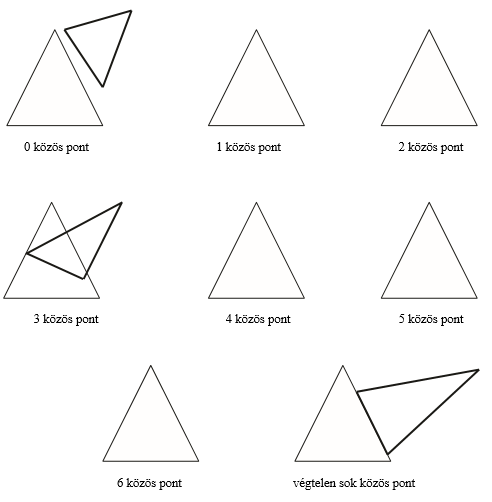 0 közös pont
1 közös pont
2 közös pont
3 közös pont
4 közös pont
5 közös pont
6 közös pont
végtelen sok közös pont